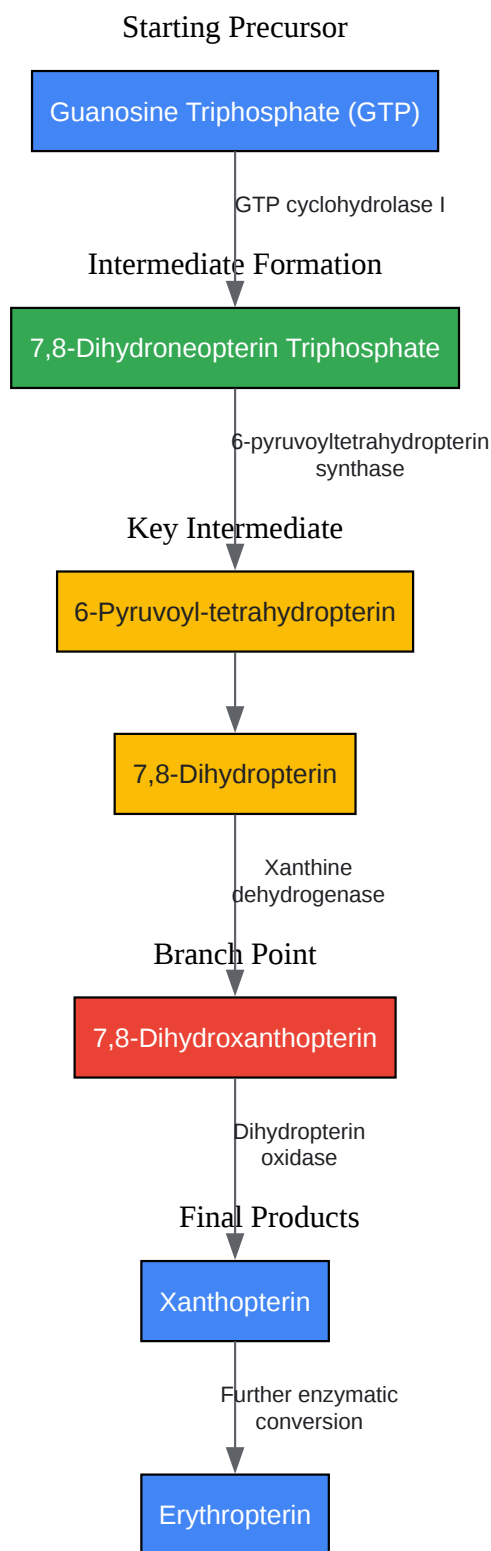 Starting Precursor
Guanosine Triphosphate (GTP)
GTP cyclohydrolase I
Intermediate Formation
7,8-Dihydroneopterin Triphosphate
6-pyruvoyltetrahydropterin
synthase
Key Intermediate
6-Pyruvoyl-tetrahydropterin
7,8-Dihydropterin
Xanthine
dehydrogenase
Branch Point
7,8-Dihydroxanthopterin
Dihydropterin
oxidase
Final Products
Xanthopterin
Further enzymatic
conversion
Erythropterin